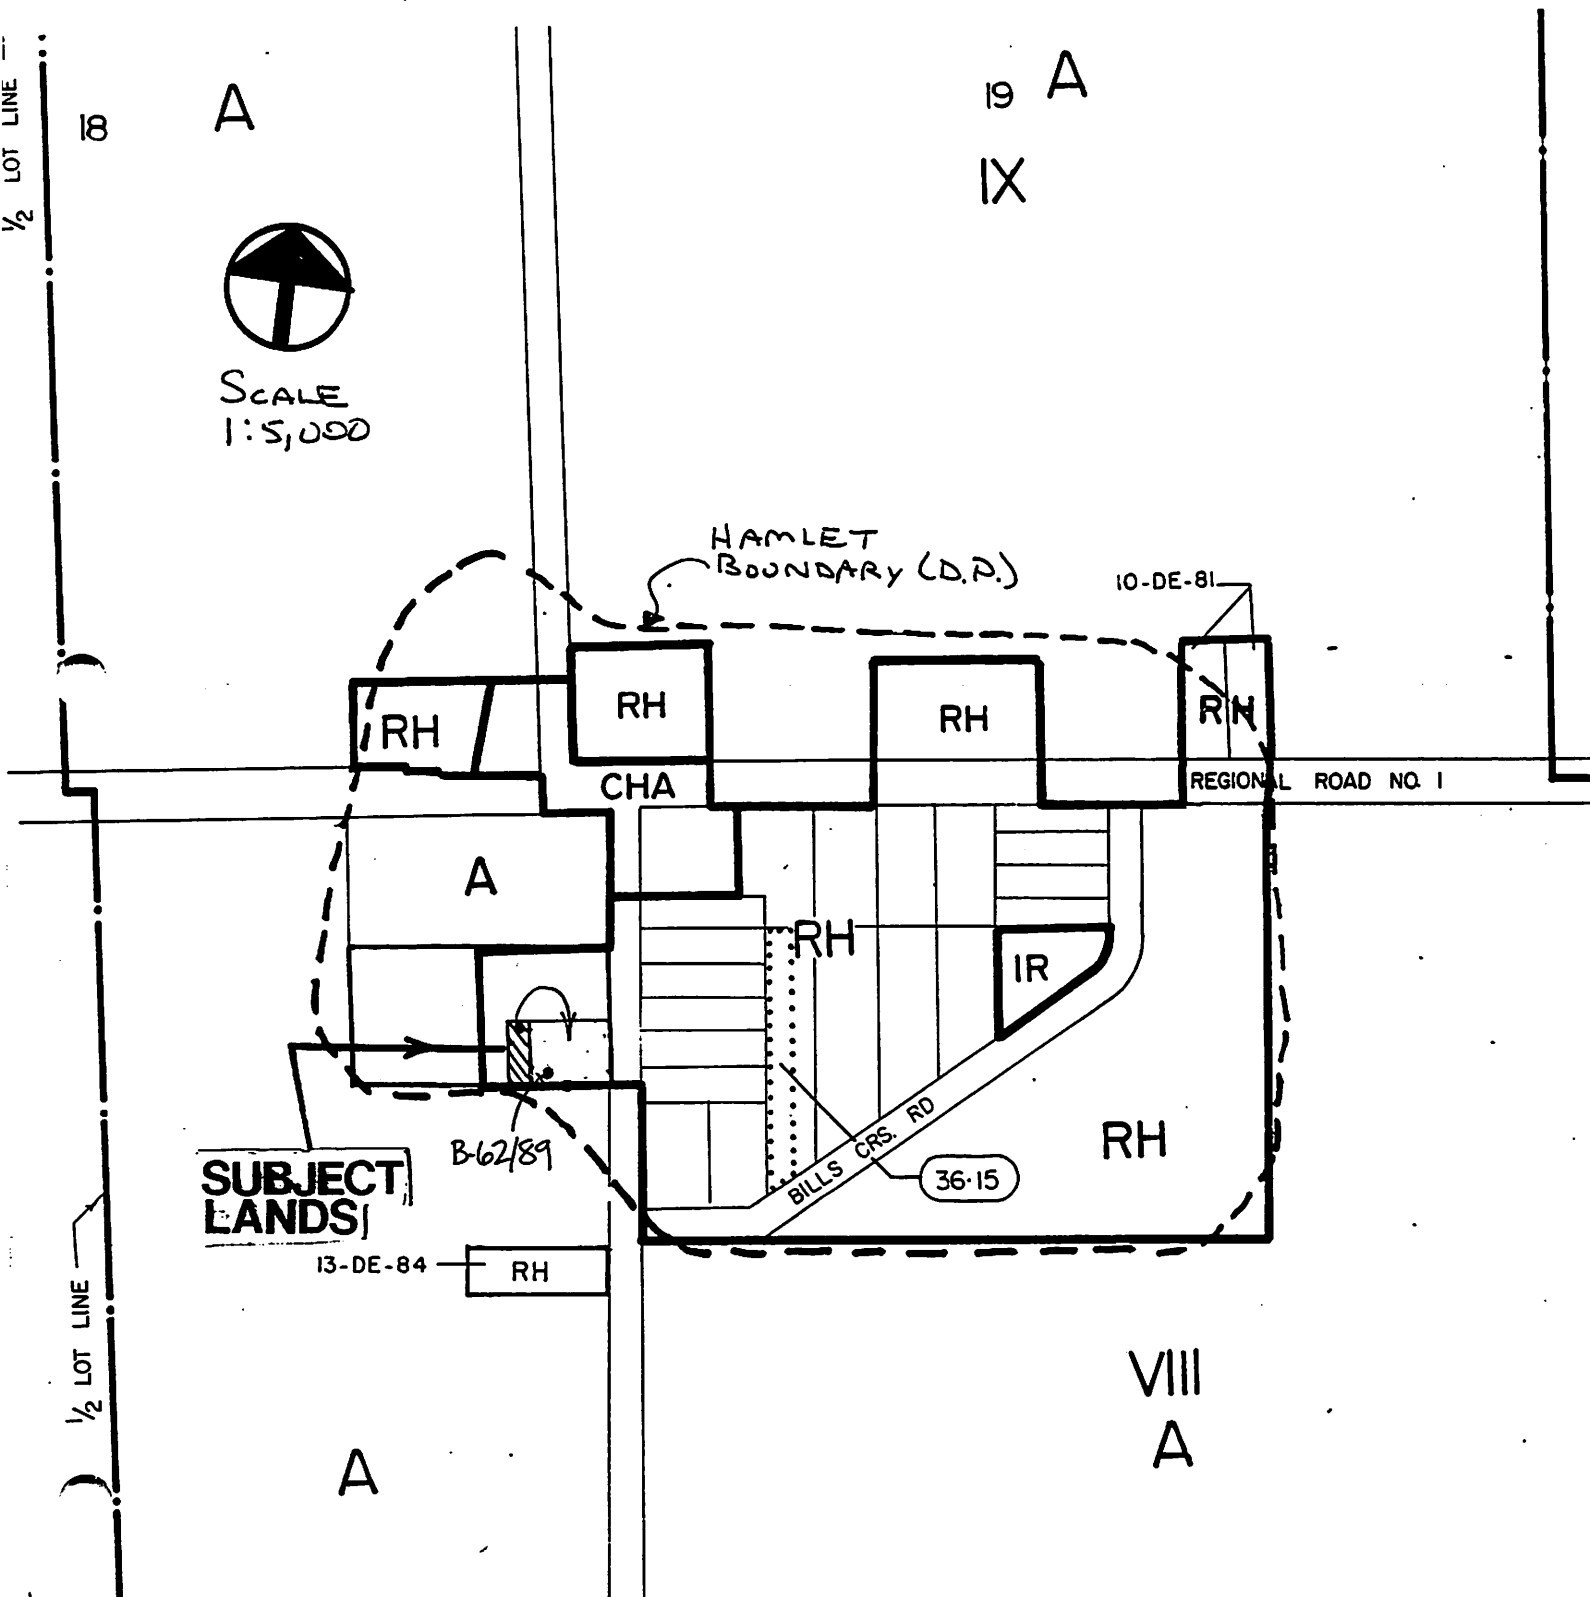 ½ LOT LINE
18
A
19
A
IX
SCALE
1:5,000
HAMLET
BOUNDARY (O.P.)
10-DE-81
RH
RH
RH
RH
CHA
REGIONAL ROAD NO. 1
A
RH
IR
BILLS CRS. RD
RH
36·15
B-62/89
SUBJECT
LANDS
13-DE-84
RH
½ LOT LINE
VIII
A
A